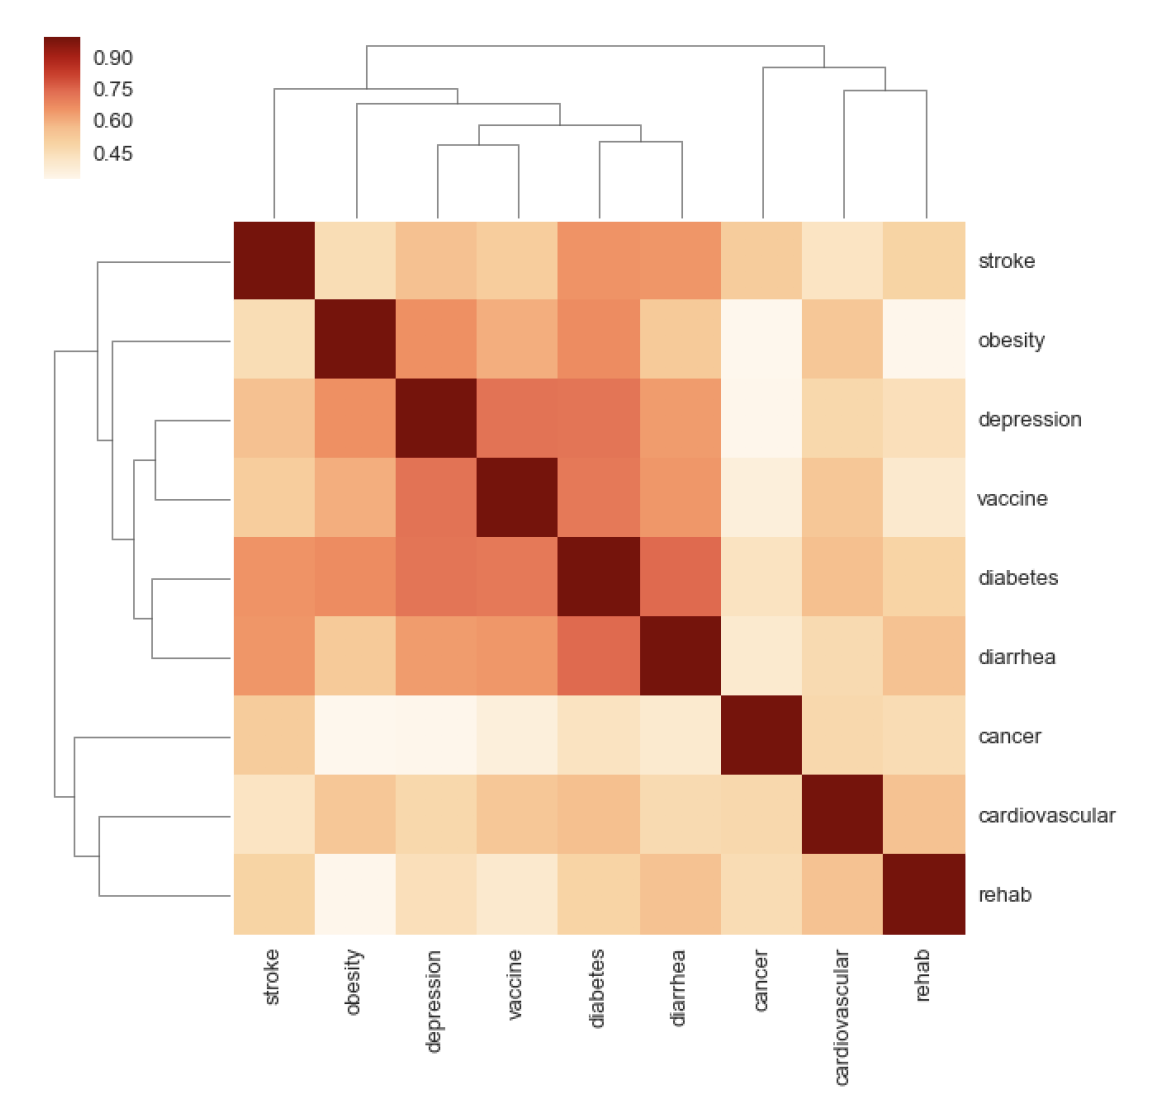 0.90
0.75
0.60
0.45
stroke
obesity
depression
vaccine
diabetes
diarrhea
cancer
cardiovascular
rehab
stroke
obesity
depression
vaccine
diabetes
diarrhea
cancer
cardiovascular
rehab